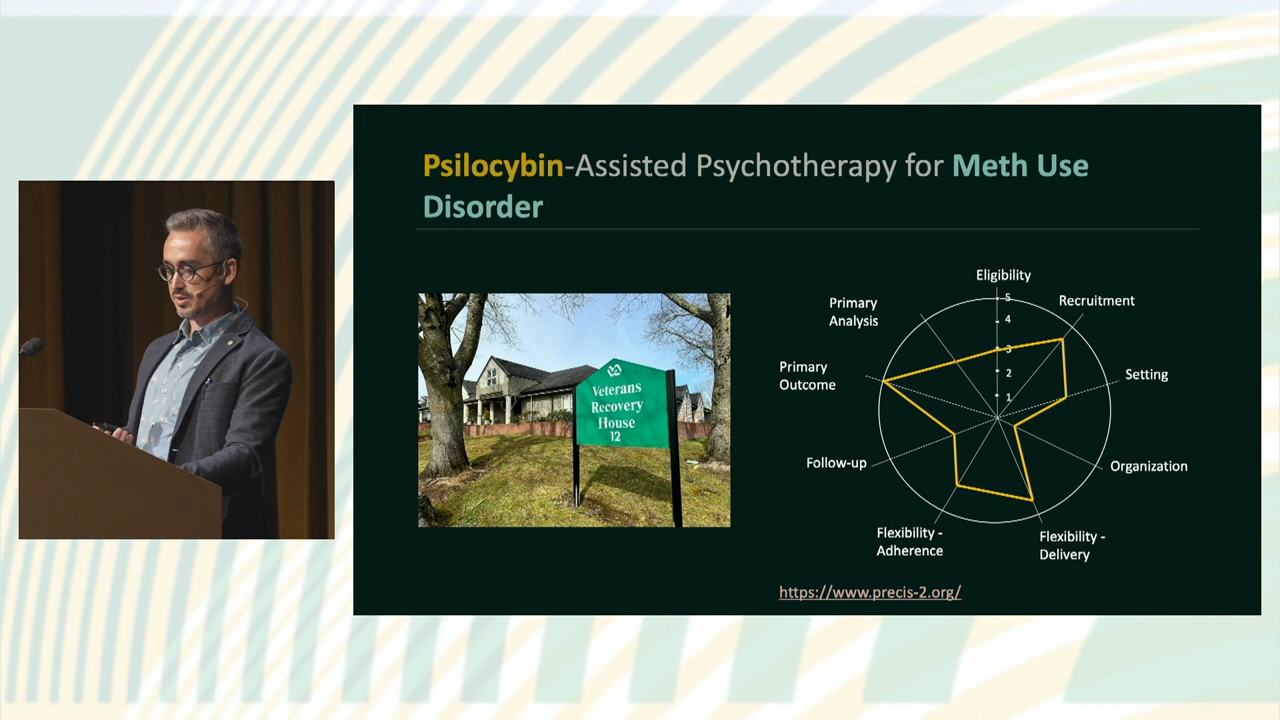 Psilocybin-Assisted Psychotherapy for Meth Use
Disorder
Veterans
Recovery
House
12
Eligibility
Recruitment
Setting
Organization
Flexibility -
Delivery
Flexibility -
Adherence
Follow-up
Primary
Outcome
Primary
Analysis
5
4
3
2
1
https://www.precis-2.org/